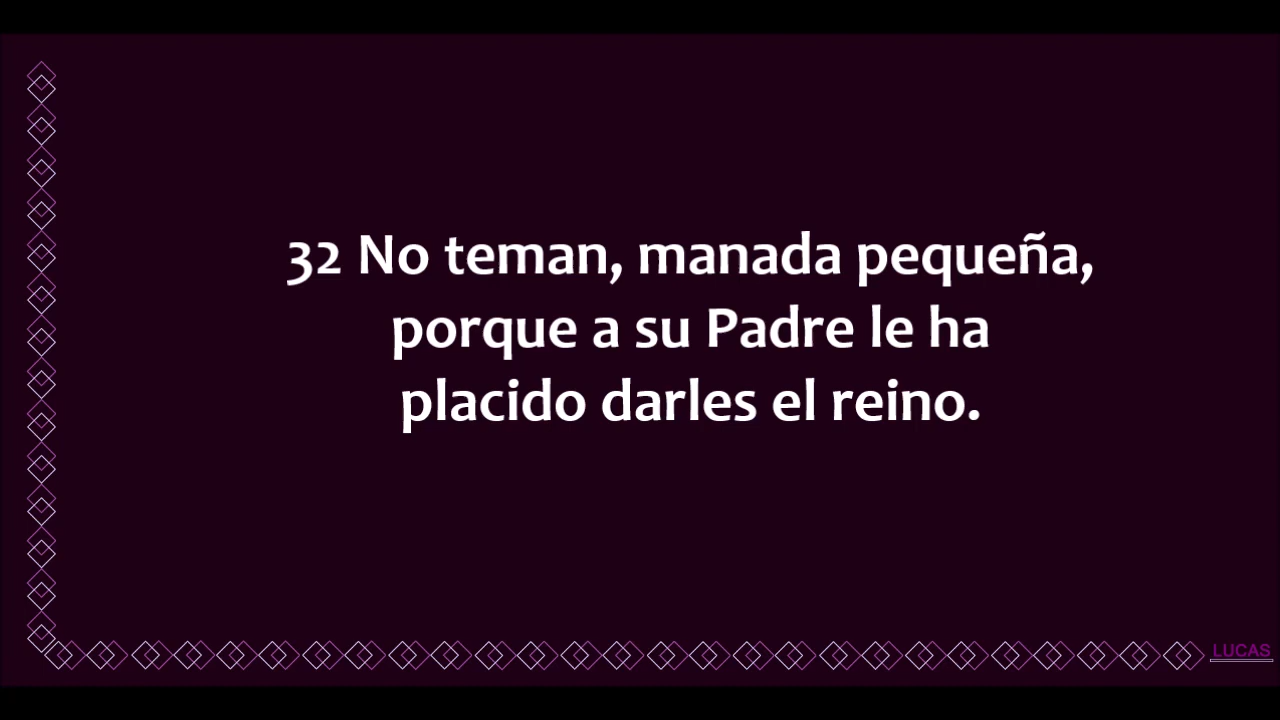 32 No teman, manada pequeña,
porque a su Padre le ha
placido darles el reino.
LUCAS